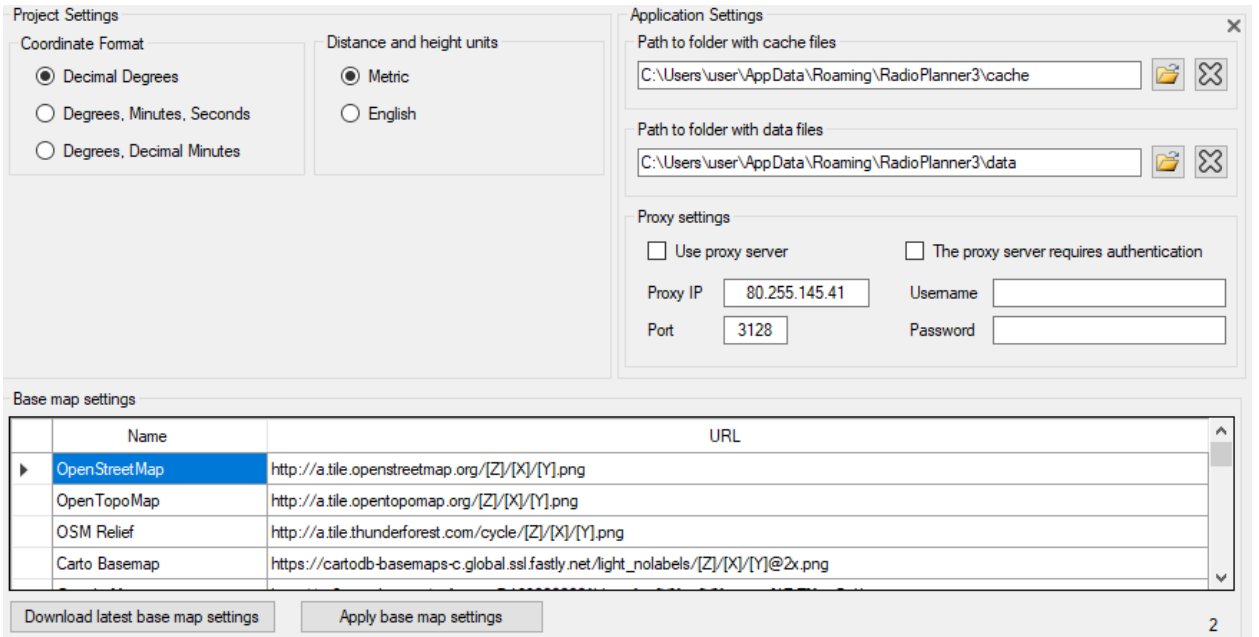 Project Settings
Coordinate Format
Decimal Degrees
Degrees, Minutes, Seconds
Degrees, Decimal Minutes
Distance and height units
Metric
English
Application Settings
Path to folder with cache files
C:\Users\user\AppData\Roaming\RadioPlanner3\cache
Path to folder with data files
C:\Users\user\AppData\Roaming\RadioPlanner3\data
Proxy settings
Use proxy server
The proxy server requires authentication
Proxy IP 80.255.145.41 Username
Port 3128 Password
Base map settings
Name URL
OpenStreetMap http://a.tile.openstreetmap.org/[Z]/[X]/[Y].png
OpenTopoMap http://a.tile.opentopomap.org/[Z]/[X]/[Y].png
OSM Relief http://a.tile.thunderforest.com/cycle/[Z]/[X]/[Y].png
Carto Basemap https://cartodb-basemaps-c.global.ssl.fastly.net/light_nolabels/[Z]/[X]/[Y]@2x.png
Download latest base map settings Apply base map settings 2